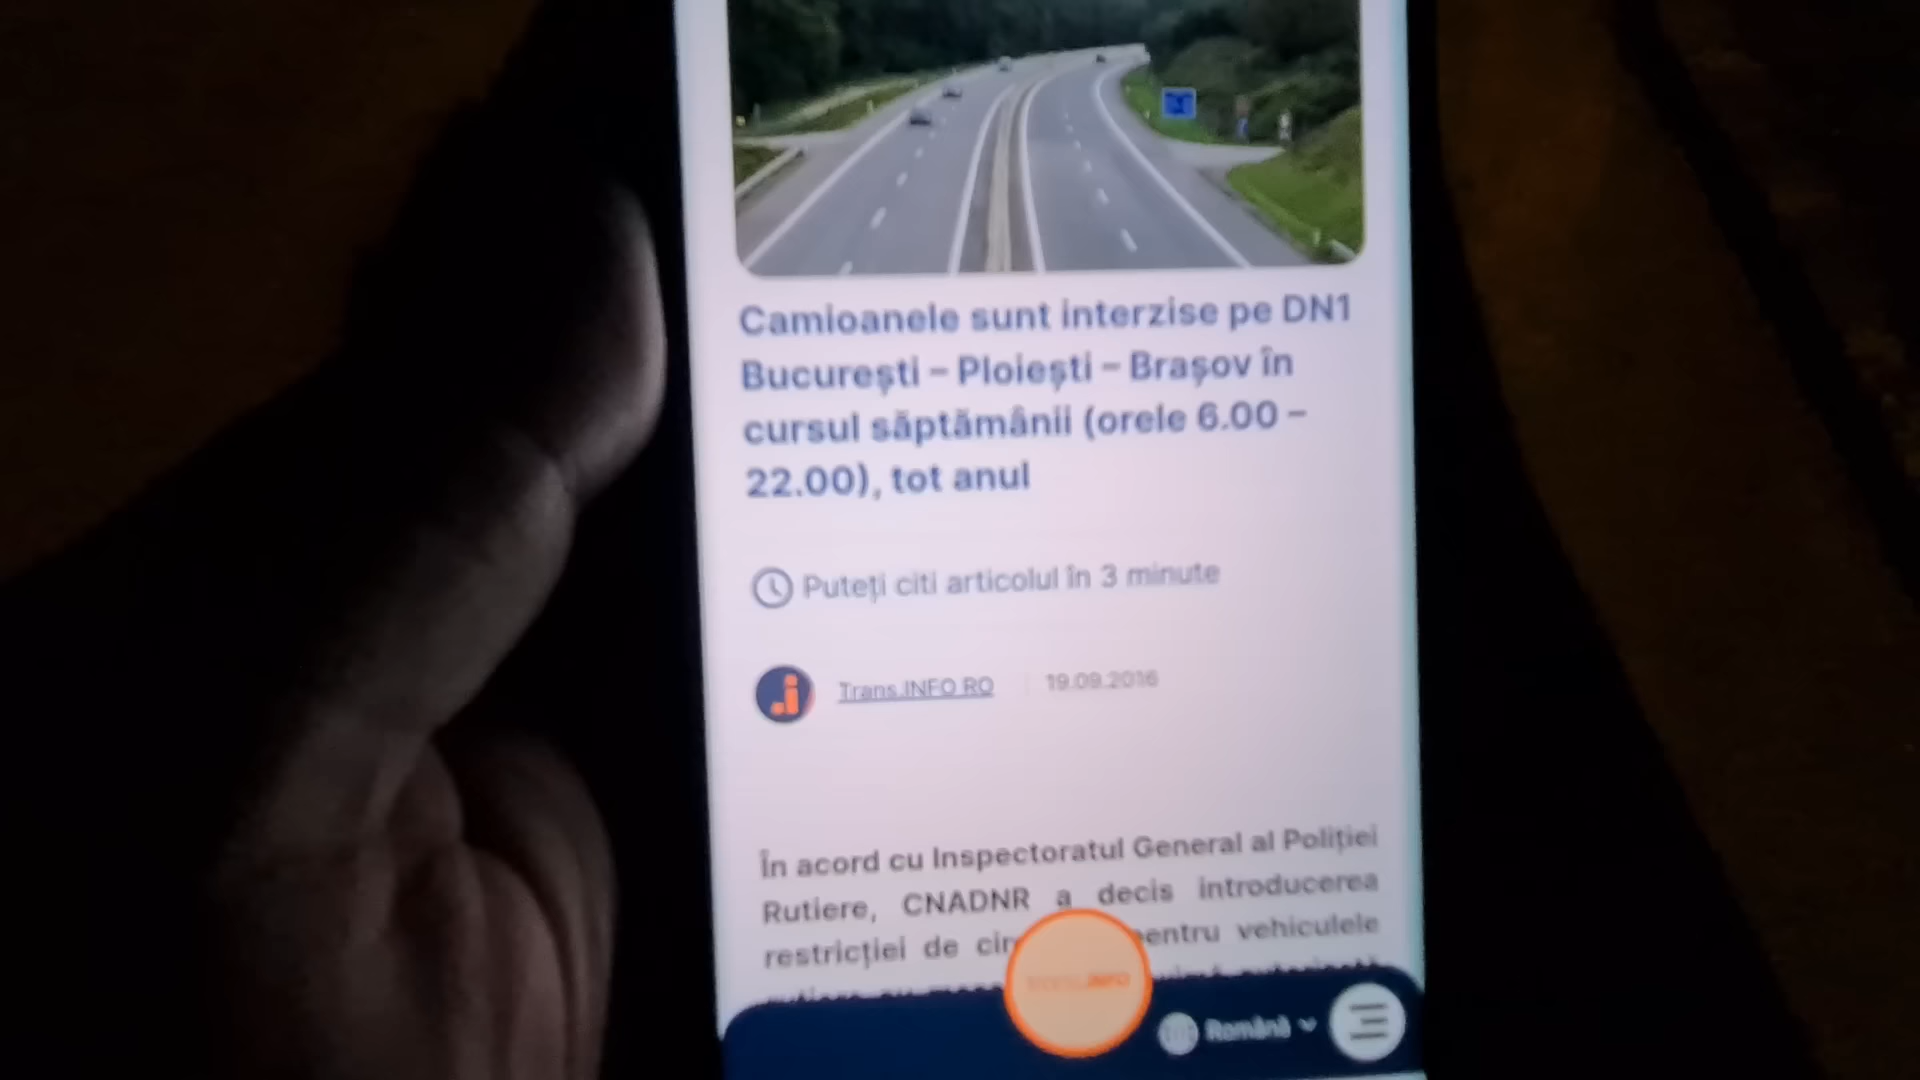 Camioanele sunt interzise pe DN1
București – Ploiești – Brașov în
cursul săptămânii (orele 6.00 –
22.00), tot anul
Puteți citi articolul în 3 minute
Trans.INFO RO
19.09.2016
În acord cu Inspectoratul General al Poliției
Rutiere, CNADNR a decis introducerea
restricției de vehiculele
Română